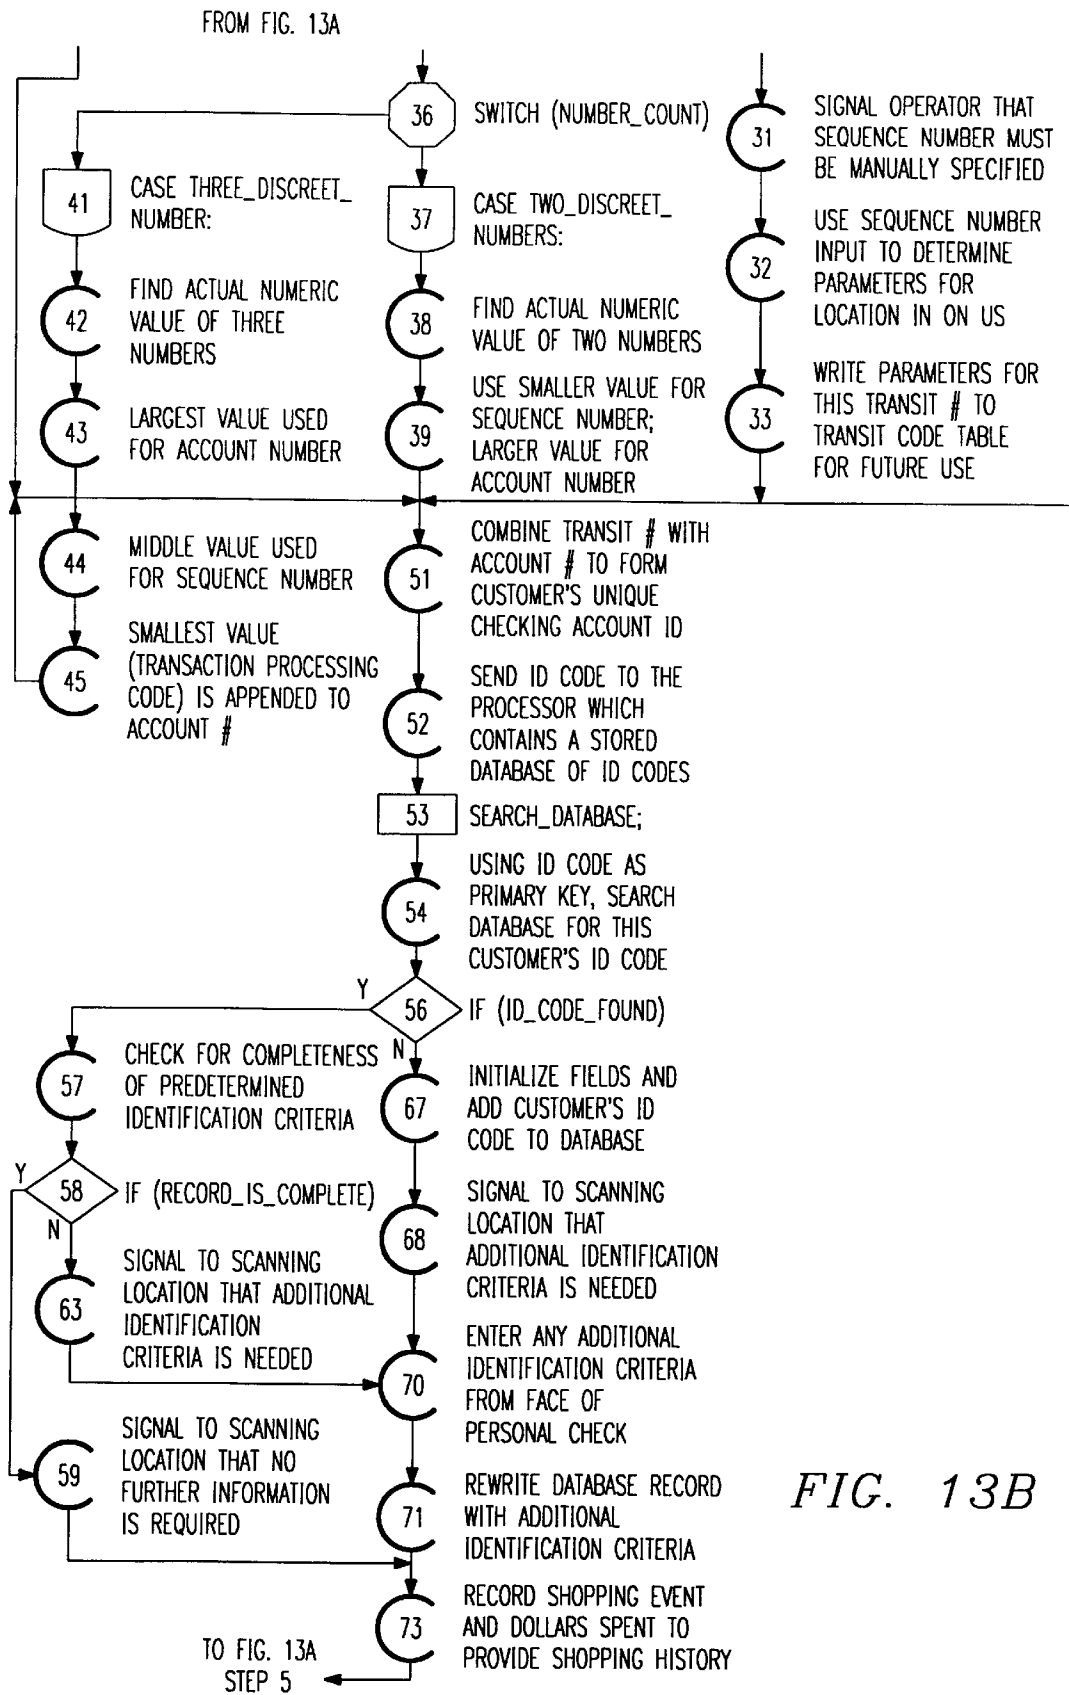 FROM FIG. 13A
36
SWITCH (NUMBER_COUNT)
41
CASE THREE_DISCREET_
NUMBER:
42
FIND ACTUAL NUMERIC
VALUE OF THREE
NUMBERS
43
LARGEST VALUE USED
FOR ACCOUNT NUMBER
44
MIDDLE VALUE USED
FOR SEQUENCE NUMBER
45
SMALLEST VALUE
(TRANSACTION PROCESSING
CODE) IS APPENDED TO
ACCOUNT #
37
CASE TWO_DISCREET_
NUMBERS:
38
FIND ACTUAL NUMERIC
VALUE OF TWO NUMBERS
39
USE SMALLER VALUE FOR
SEQUENCE NUMBER;
LARGER VALUE FOR
ACCOUNT NUMBER
31
SIGNAL OPERATOR THAT
SEQUENCE NUMBER MUST
BE MANUALLY SPECIFIED
32
USE SEQUENCE NUMBER
INPUT TO DETERMINE
PARAMETERS FOR
LOCATION IN ON US
33
WRITE PARAMETERS FOR
THIS TRANSIT # TO
TRANSIT CODE TABLE
FOR FUTURE USE
51
COMBINE TRANSIT # WITH
ACCOUNT # TO FORM
CUSTOMER'S UNIQUE
CHECKING ACCOUNT ID
52
SEND ID CODE TO THE
PROCESSOR WHICH
CONTAINS A STORED
DATABASE OF ID CODES
53
SEARCH_DATABASE;
54
USING ID CODE AS
PRIMARY KEY, SEARCH
DATABASE FOR THIS
CUSTOMER'S ID CODE
Y
56
IF (ID_CODE_FOUND)
N
57
CHECK FOR COMPLETENESS
OF PREDETERMINED
IDENTIFICATION CRITERIA
67
INITIALIZE FIELDS AND
ADD CUSTOMER'S ID
CODE TO DATABASE
Y
58
IF (RECORD_IS_COMPLETE)
N
68
SIGNAL TO SCANNING
LOCATION THAT
ADDITIONAL IDENTIFICATION
CRITERIA IS NEEDED
63
SIGNAL TO SCANNING
LOCATION THAT ADDITIONAL
IDENTIFICATION
CRITERIA IS NEEDED
70
ENTER ANY ADDITIONAL
IDENTIFICATION CRITERIA
FROM FACE OF
PERSONAL CHECK
59
SIGNAL TO SCANNING
LOCATION THAT NO
FURTHER INFORMATION
IS REQUIRED
71
REWRITE DATABASE RECORD
WITH ADDITIONAL
IDENTIFICATION CRITERIA
FIG. 13B
73
RECORD SHOPPING EVENT
AND DOLLARS SPENT TO
PROVIDE SHOPPING HISTORY
TO FIG. 13A
STEP 5